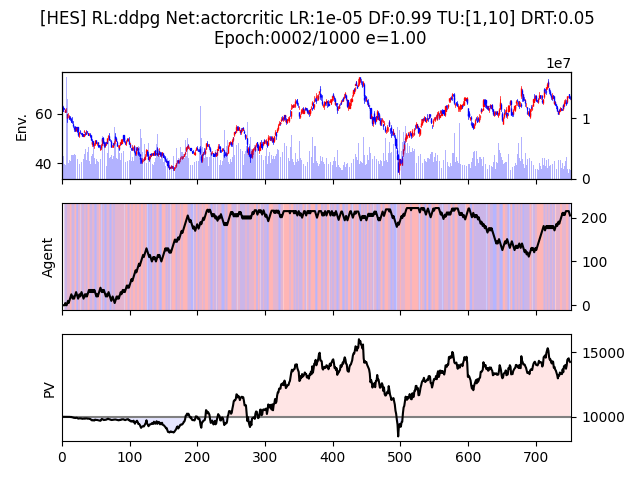 [HES] RL:ddpg Net:actorcritic LR:1e-05 DF:0.99 TU:[1,10] DRT:0.05
Epoch:0002/1000 e=1.00
1e7
Env.
60
40
1
0
Agent
200
100
0
PV
15000
10000
0 100 200 300 400 500 600 700